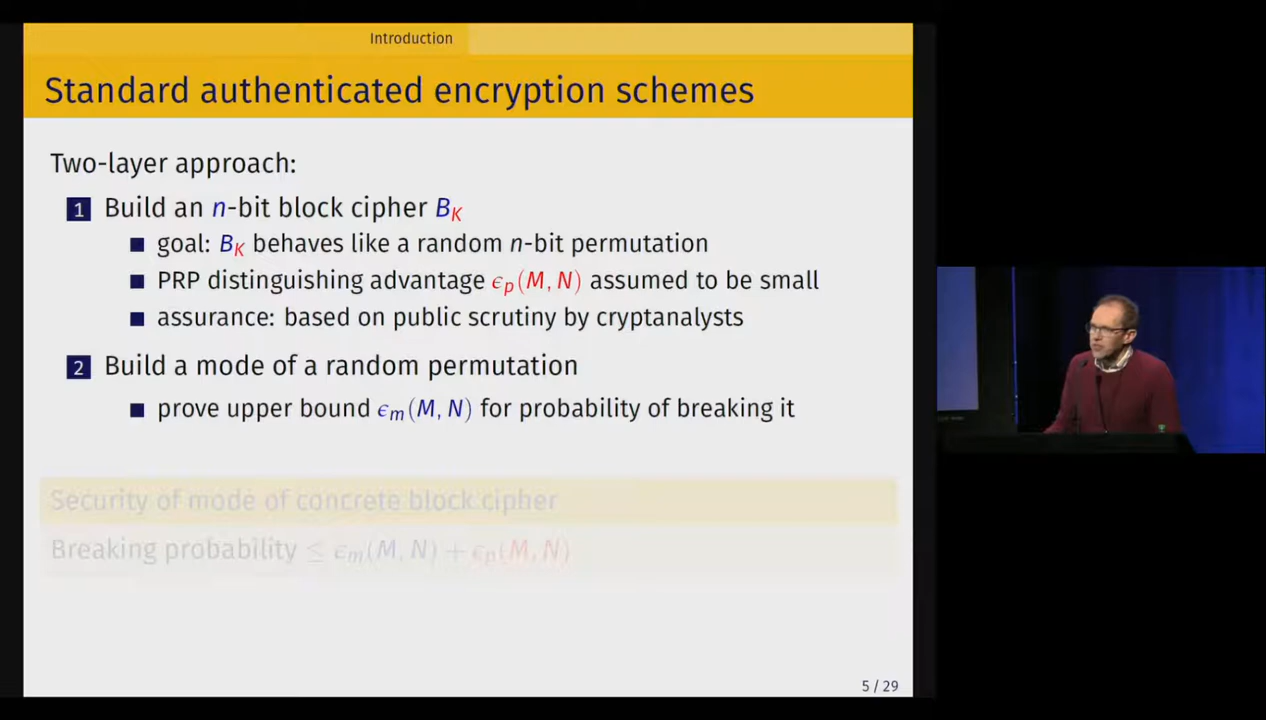 Introduction
Standard authenticated encryption schemes
Two-layer approach:
1 Build an n-bit block cipher B_K
goal: B_K behaves like a random n-bit permutation
PRP distinguishing advantage ϵ_p(M, N) assumed to be small
assurance: based on public scrutiny by cryptanalysts
2 Build a mode of a random permutation
prove upper bound ϵ_m(M, N) for probability of breaking it
Security of mode of concrete block cipher
Breaking probability ≤ ϵ_m(M, N) + ϵ_p(M, N)
5 / 29